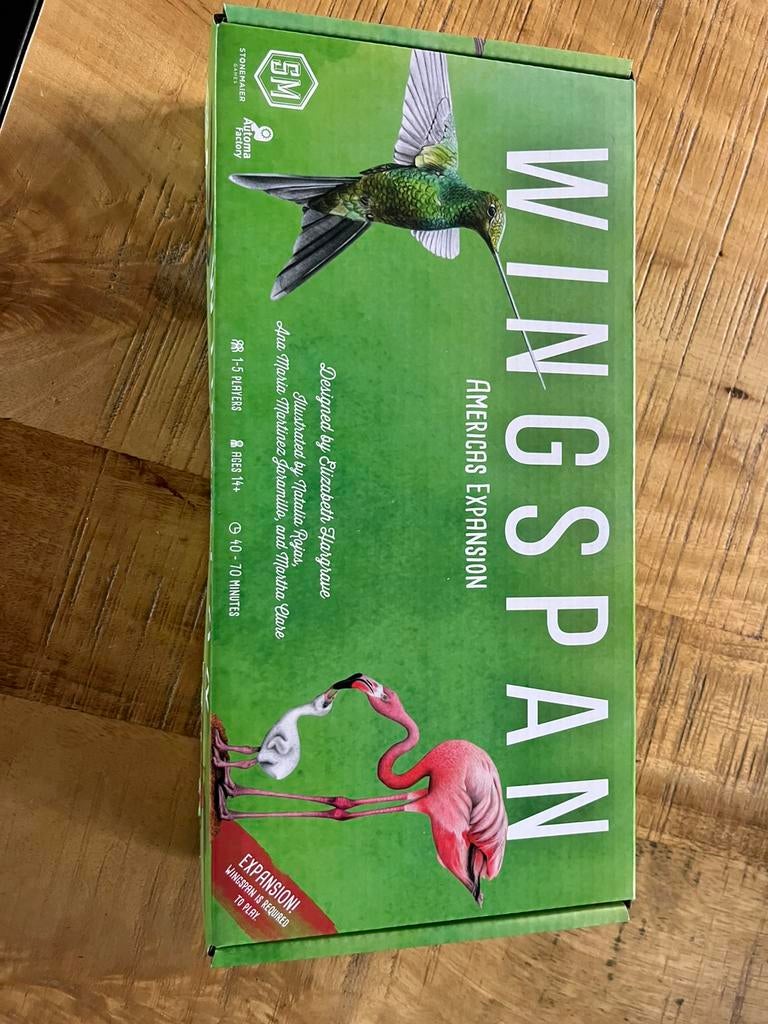 WINGSPAN
AMERICAS EXPANSION
Designed by Elizabeth Hargrave
Illustrated by Natalia Rojas,
Ana Maria Martinez Jaramillo, and Martha Clare
SM
STONEMAIER
GAMES
Automa
Factory
1-5 PLAYERS
AGES 14+
40 - 70 MINUTES
EXPANSION!
WINGSPAN IS REQUIRED
TO PLAY.